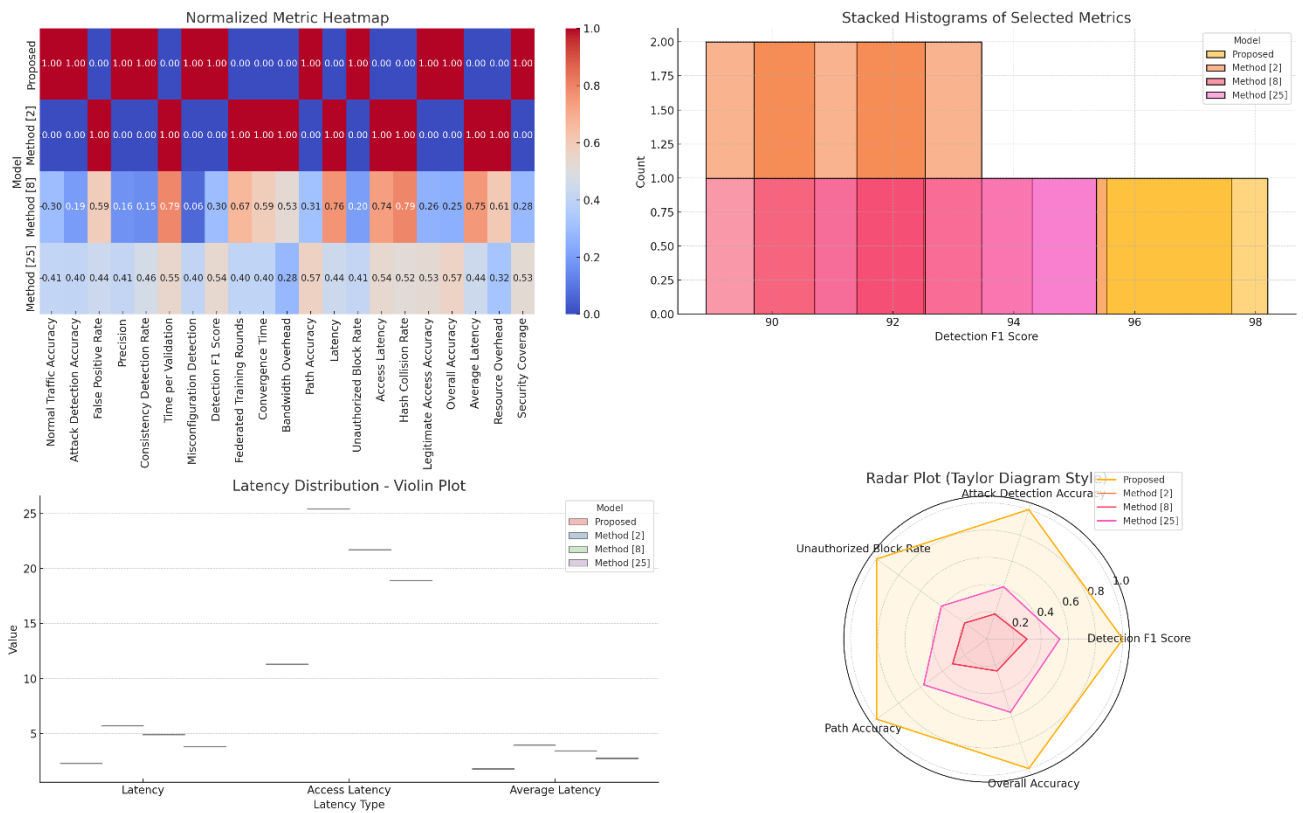 Normalized Metric Heatmap
Model
Proposed
Method [2]
Method [8]
Method [25]
1.00 1.00 0.00 1.00 1.00 0.00 1.00 1.00 0.00 0.00 0.00 1.00 0.00 1.00 0.00 0.00 1.00 1.00 0.00 0.00 1.00
0.00 0.00 1.00 0.00 0.00 1.00 0.00 0.00 1.00 1.00 1.00 0.00 1.00 0.00 1.00 1.00 0.00 0.00 1.00 1.00 0.00
0.30 0.19 0.59 0.16 0.15 0.79 0.06 0.30 0.67 0.59 0.53 0.31 0.76 0.20 0.74 0.79 0.26 0.25 0.75 0.61 0.28
0.41 0.40 0.44 0.41 0.46 0.55 0.40 0.54 0.40 0.40 0.28 0.57 0.44 0.41 0.54 0.52 0.53 0.57 0.44 0.32 0.53
Normal Traffic Accuracy
Attack Detection Accuracy
False Positive Rate
Precision
Consistency Detection Rate
Time per Validation
Misconfiguration Detection
Detection F1 Score
Federated Training Rounds
Convergence Time
Bandwidth Overhead
Path Accuracy
Latency
Unauthorized Block Rate
Access Latency
Hash Collision Rate
Legitimate Access Accuracy
Overall Accuracy
Average Latency
Resource Overhead
Security Coverage
1.0
0.8
0.6
0.4
0.2
0.0
Stacked Histograms of Selected Metrics
Model
Proposed
Method [2]
Method [8]
Method [25]
Count
2.00
1.75
1.50
1.25
1.00
0.75
0.50
0.25
0.00
90 92 94 96 98
Detection F1 Score
Latency Distribution - Violin Plot
Model
Proposed
Method [2]
Method [8]
Method [25]
Value
25
20
15
10
5
Latency Access Latency Average Latency
Latency Type
Radar Plot (Taylor Diagram Style)
Proposed
Method [2]
Method [8]
Method [25]
Attack Detection Accuracy
Unauthorized Block Rate
1.0
0.8
0.6
0.4
0.2
Detection F1 Score
Path Accuracy
Overall Accuracy